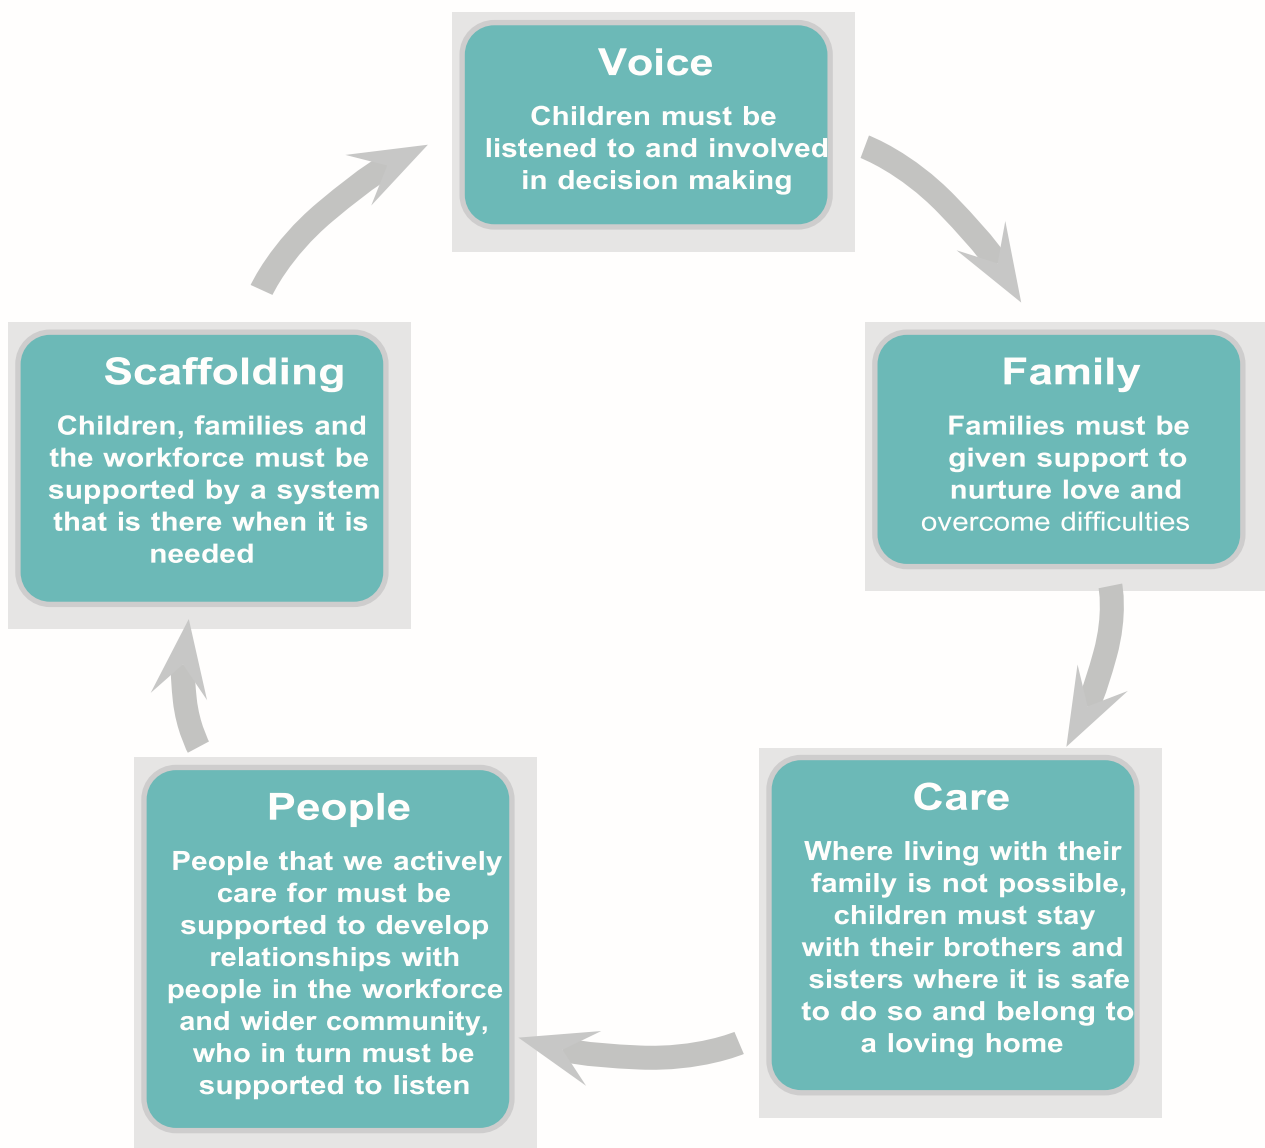 Voice
Children must be
listened to and involved
in decision making
Family
Families must be
given support to
nurture love and
overcome difficulties
Care
Where living with their
family is not possible,
children must stay
with their brothers and
sisters where it is safe
to do so and belong to
a loving home
People
People that we actively
care for must be
supported to develop
relationships with
people in the workforce
and wider community,
who in turn must be
supported to listen
Scaffolding
Children, families and
the workforce must be
supported by a system
that is there when it is
needed